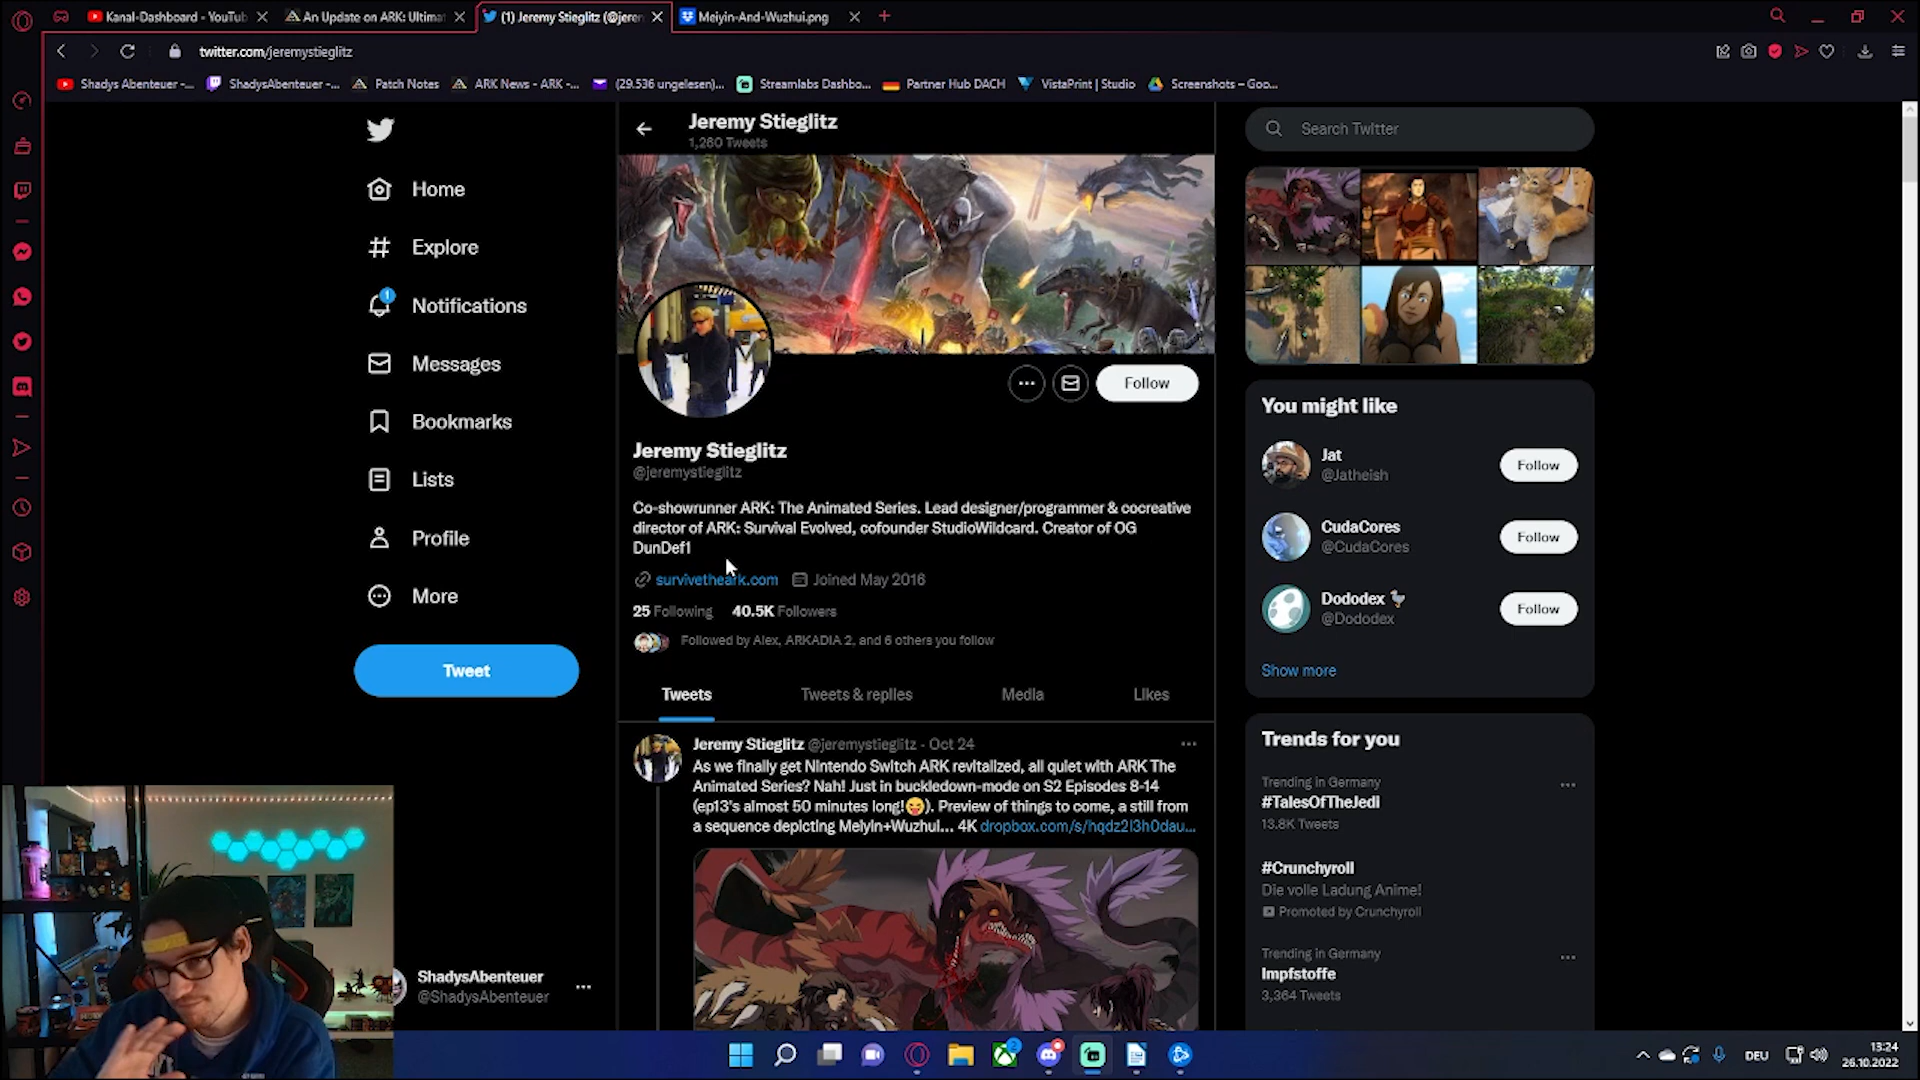 Kanal-Dashboard - YouTub
An Update on ARK: Ultima
(1) Jeremy Stieglitz (@jerem
Meiyin-And-Wuzhui.png
twitter.com/jeremystieglitz
Shadys Abenteuer -...
ShadysAbenteuer -...
Patch Notes
ARK News - ARK -...
(29.536 ungelesen)...
Streamlabs Dashbo...
Partner Hub DACH
VistaPrint | Studio
Screenshots – Goo...
Home
Explore
1
Notifications
Messages
Bookmarks
Lists
Profile
More
Tweet
ShadysAbenteuer
@ShadysAbenteuer
Jeremy Stieglitz
1,260 Tweets
Follow
Jeremy Stieglitz
@jeremystieglitz
Co-showrunner ARK: The Animated Series. Lead designer/programmer & cocreative
director of ARK: Survival Evolved, cofounder StudioWildcard. Creator of OG
DunDef1
survivetheark.com Joined May 2016
25 Following 40.5K Followers
Followed by Alex, ARKADIA 2, and 6 others you follow
Tweets Tweets & replies Media Likes
Jeremy Stieglitz @jeremystieglitz · Oct 24
As we finally get Nintendo Switch ARK revitalized, all quiet with ARK The
Animated Series? Nah! Just in buckledown-mode on S2 Episodes 8-14
(ep13's almost 50 minutes long!😜). Preview of things to come, a still from
a sequence depicting Meiyin+Wuzhui... 4K dropbox.com/s/hqdz2l3h0dau...
Search Twitter
You might like
Jat
@Jatheish
Follow
CudaCores
@CudaCores
Follow
Dododex 🦤
@Dododex
Follow
Show more
Trends for you
Trending in Germany
#TalesOfTheJedi
13.8K Tweets
#Crunchyroll
Die volle Ladung Anime!
Promoted by Crunchyroll
Trending in Germany
Impfstoffe
3,364 Tweets
2
DEU
13:24
26.10.2022